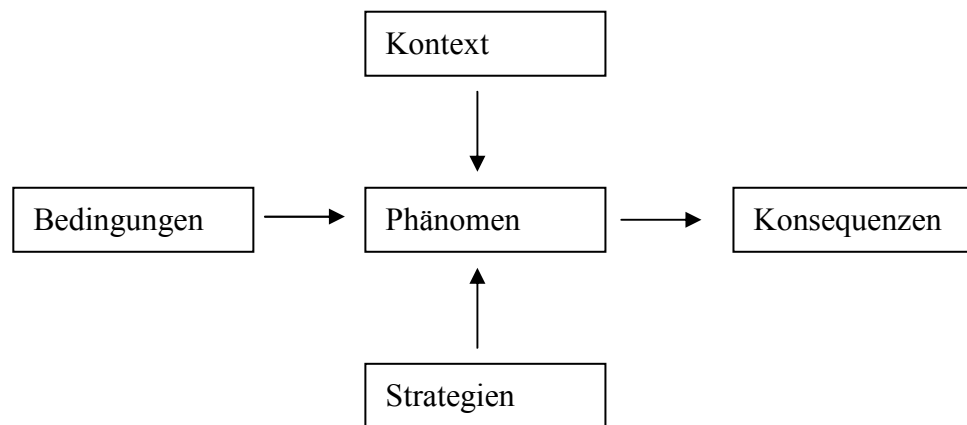 Kontext
Bedingungen
Phänomen
Konsequenzen
Strategien